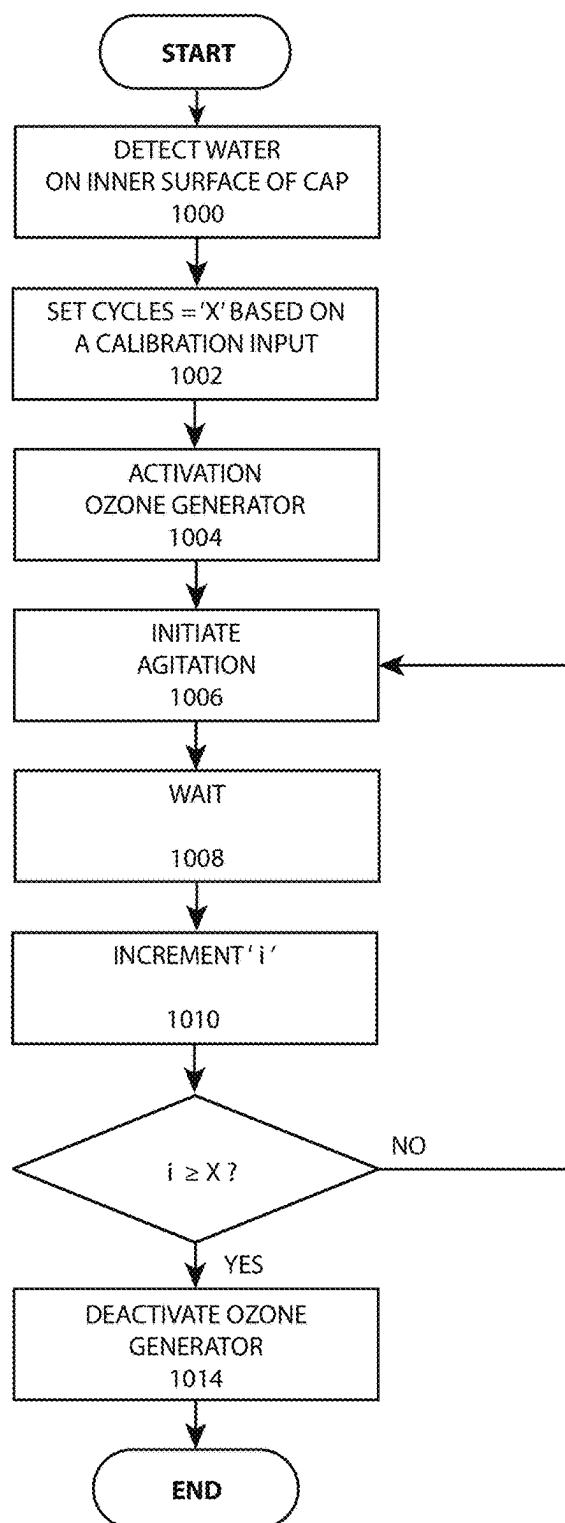 START
DETECT WATER
ON INNER SURFACE OF CAP
1000
SET CYCLES = 'X' BASED ON
A CALIBRATION INPUT
1002
ACTIVATION
OZONE GENERATOR
1004
INITIATE
AGITATION
1006
WAIT
1008
INCREMENT ' i '
1010
i ≥ X ?
NO
YES
DEACTIVATE OZONE
GENERATOR
1014
END